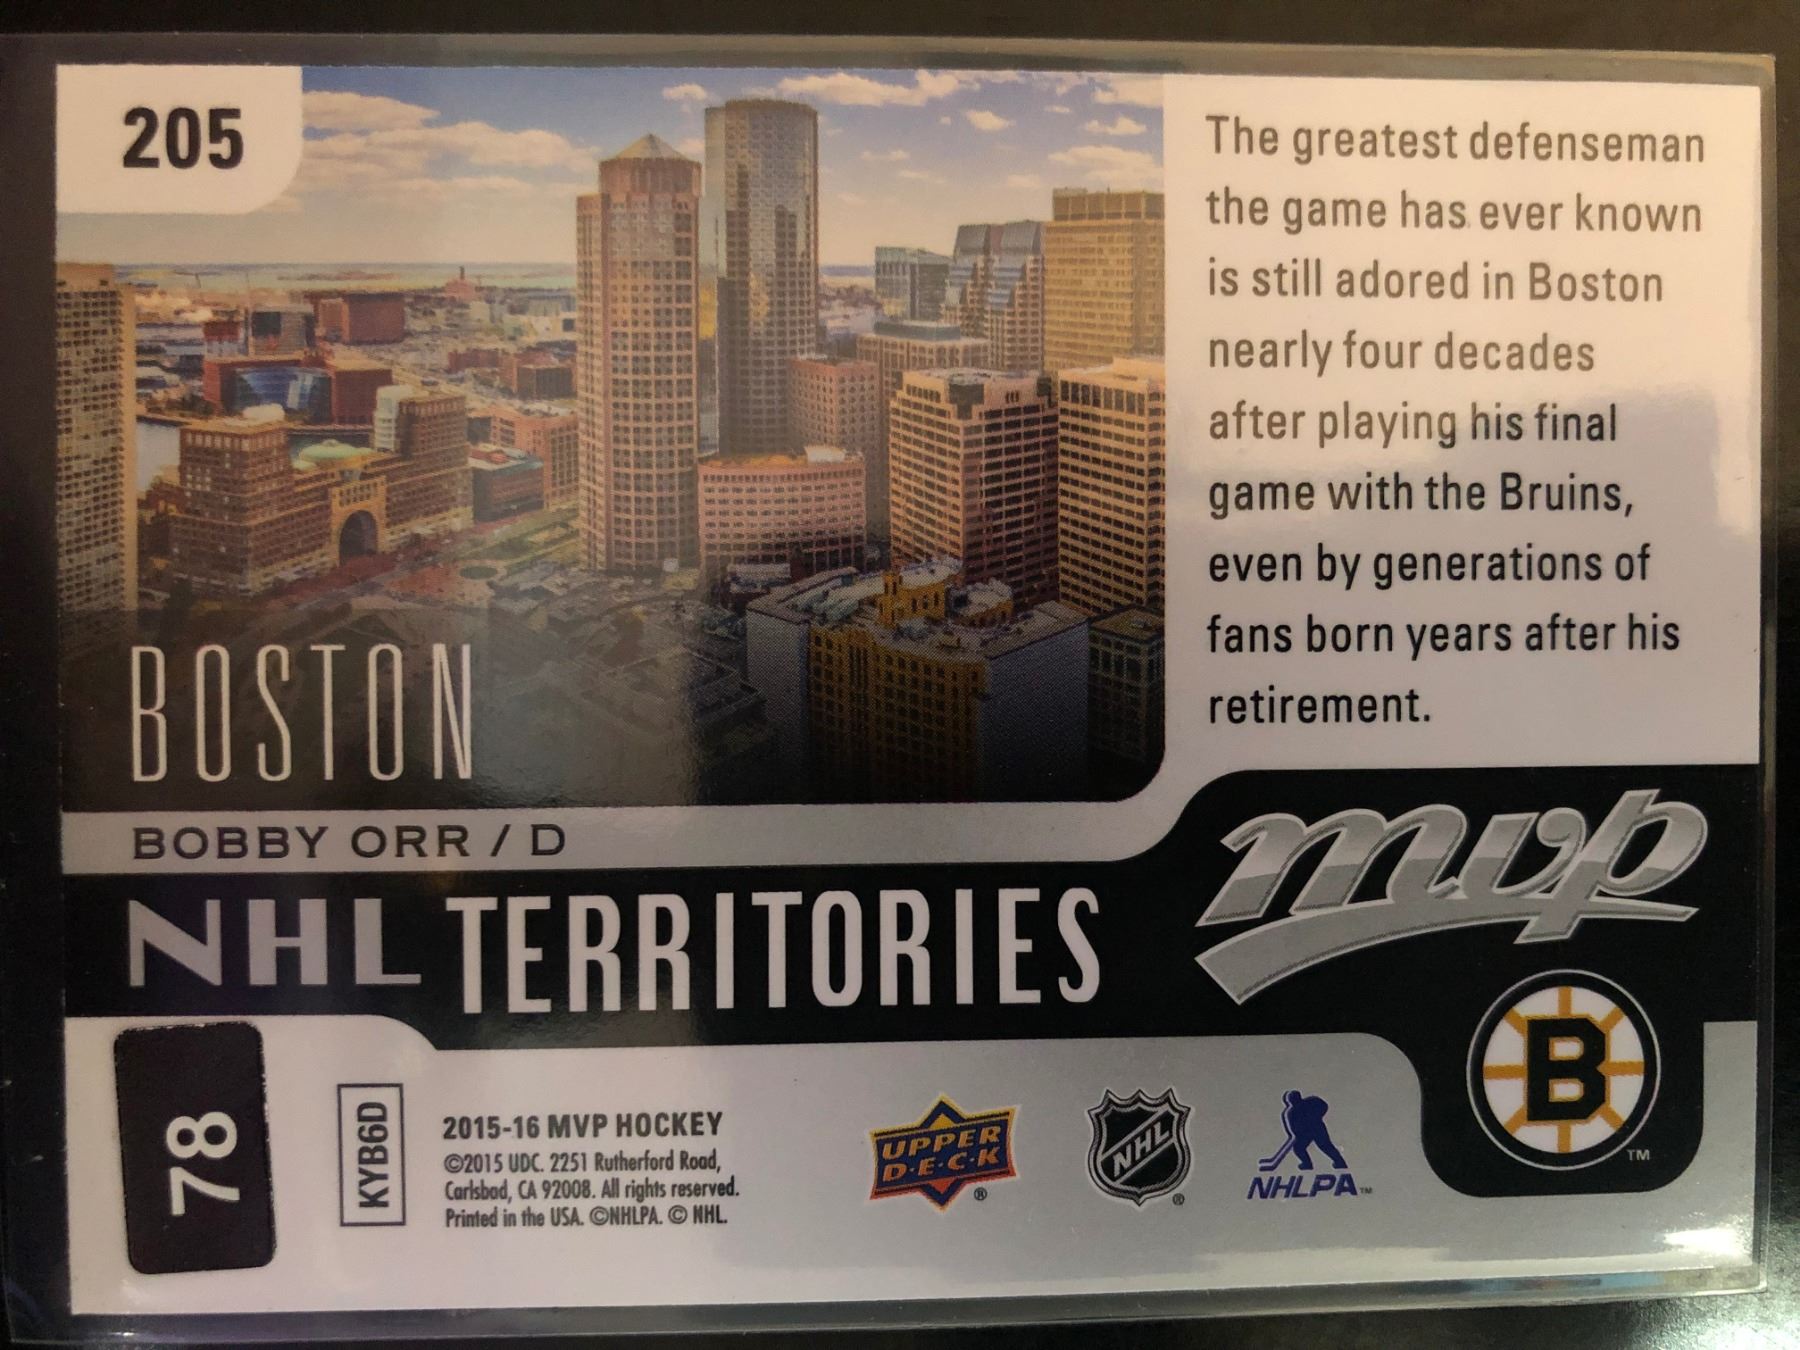 205
The greatest defenseman
the game has ever known
is still adored in Boston
nearly four decades
after playing his final
game with the Bruins,
even by generations of
fans born years after his
retirement.
BOSTON
BOBBY ORR / D
NHL TERRITORIES
mvp
B
TM
78
KYB6D
2015-16 MVP HOCKEY
©2015 UDC. 2251 Rutherford Road,
Carlsbad, CA 92008. All rights reserved.
Printed in the USA. ©NHLPA. © NHL.
UPPER
D·E·C·K
®
NHL
®
NHLPA™